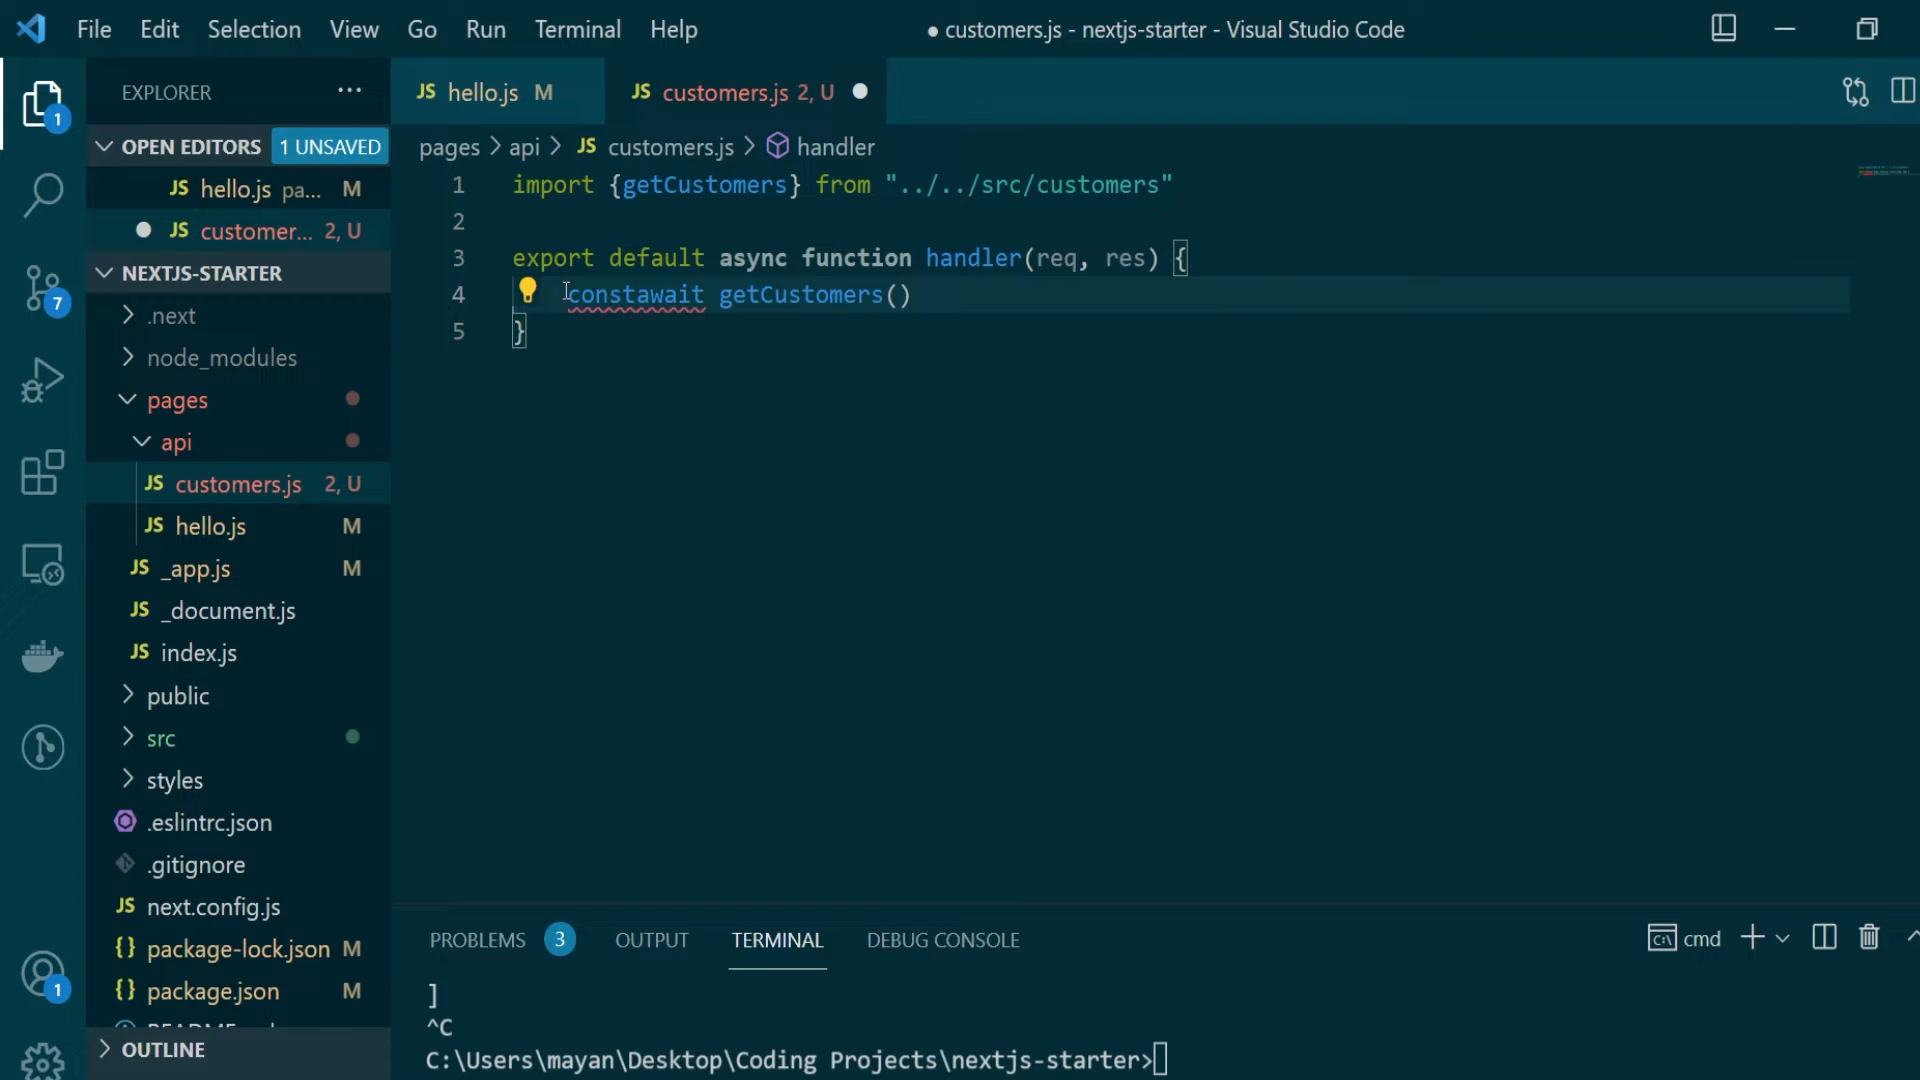 File Edit Selection View Go Run Terminal Help
● customers.js - nextjs-starter - Visual Studio Code
EXPLORER ···
JS hello.js M
JS customers.js 2, U
OPEN EDITORS 1 UNSAVED
JS hello.js pa... M
JS customer... 2, U
NEXTJS-STARTER
.next
node_modules
pages
api
JS customers.js 2, U
JS hello.js M
JS _app.js M
JS _document.js
JS index.js
public
src
styles
.eslintrc.json
.gitignore
JS next.config.js
{} package-lock.json M
{} package.json M
OUTLINE
1
7
1
pages > api > JS customers.js > handler
1 import {getCustomers} from "../../src/customers"
2
3 export default async function handler(req, res) {
4 constawait getCustomers()
5 }
PROBLEMS 3 OUTPUT TERMINAL DEBUG CONSOLE
cmd
]
^C
C:\Users\mayan\Desktop\Coding Projects\nextjs-starter>